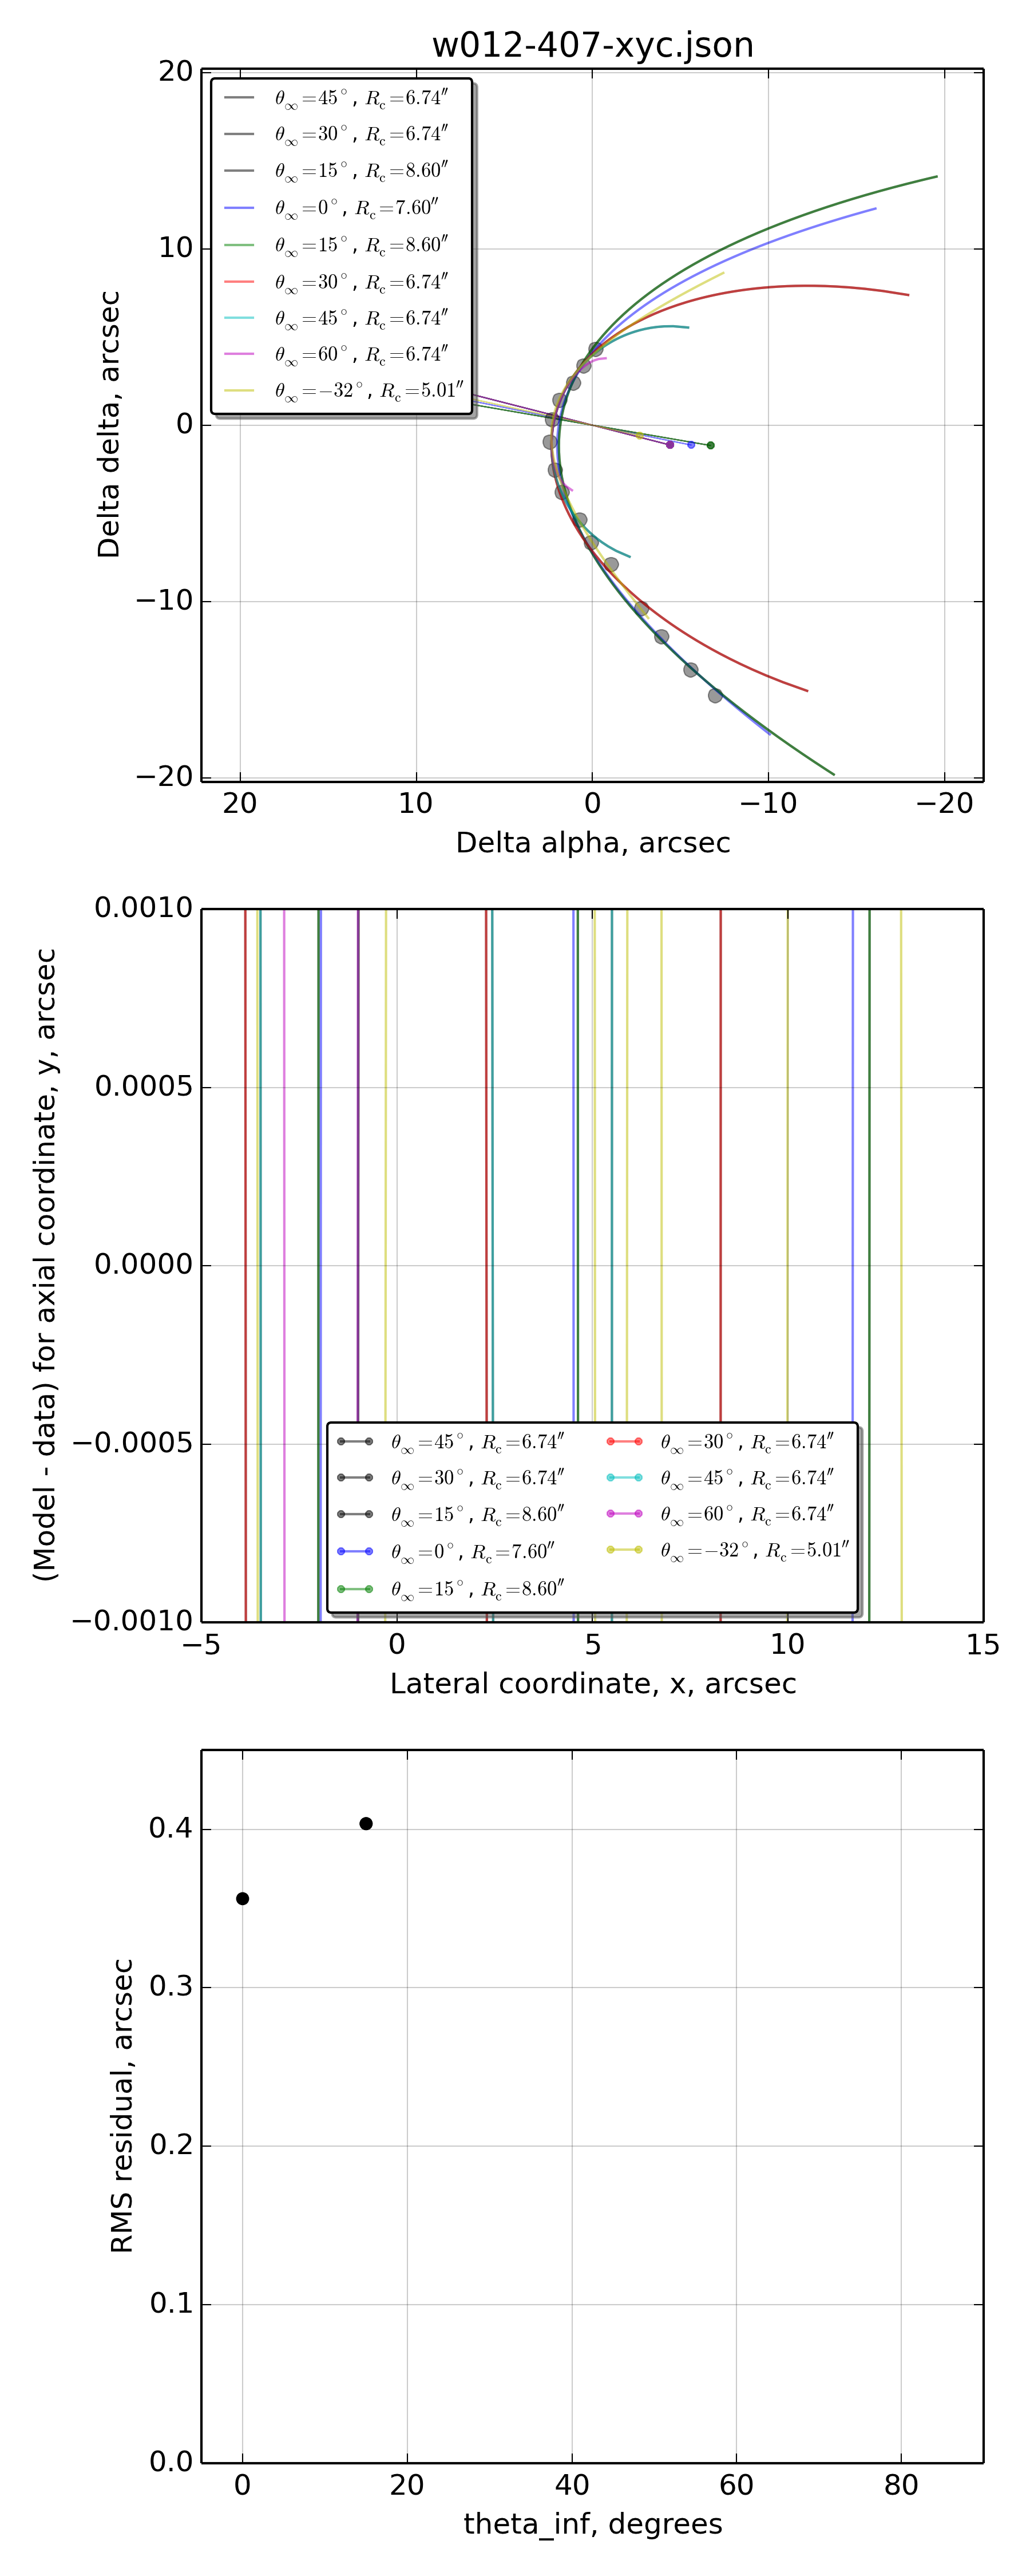 w012-407-xyc.json
20
10
0
−10
−20
Delta delta, arcsec
θ∞=45°, Rc=6.74″
θ∞=30°, Rc=6.74″
θ∞=15°, Rc=8.60″
θ∞=0°, Rc=7.60″
θ∞=15°, Rc=8.60″
θ∞=30°, Rc=6.74″
θ∞=45°, Rc=6.74″
θ∞=60°, Rc=6.74″
θ∞=−32°, Rc=5.01″
20 10 0 −10 −20
Delta alpha, arcsec
0.0010
0.0005
0.0000
−0.0005
−0.0010
(Model - data) for axial coordinate, y, arcsec
θ∞=45°, Rc=6.74″
θ∞=30°, Rc=6.74″
θ∞=15°, Rc=8.60″
θ∞=0°, Rc=7.60″
θ∞=15°, Rc=8.60″
θ∞=30°, Rc=6.74″
θ∞=45°, Rc=6.74″
θ∞=60°, Rc=6.74″
θ∞=−32°, Rc=5.01″
−5 0 5 10 15
Lateral coordinate, x, arcsec
0.4
0.3
0.2
0.1
0.0
RMS residual, arcsec
0 20 40 60 80
theta_inf, degrees